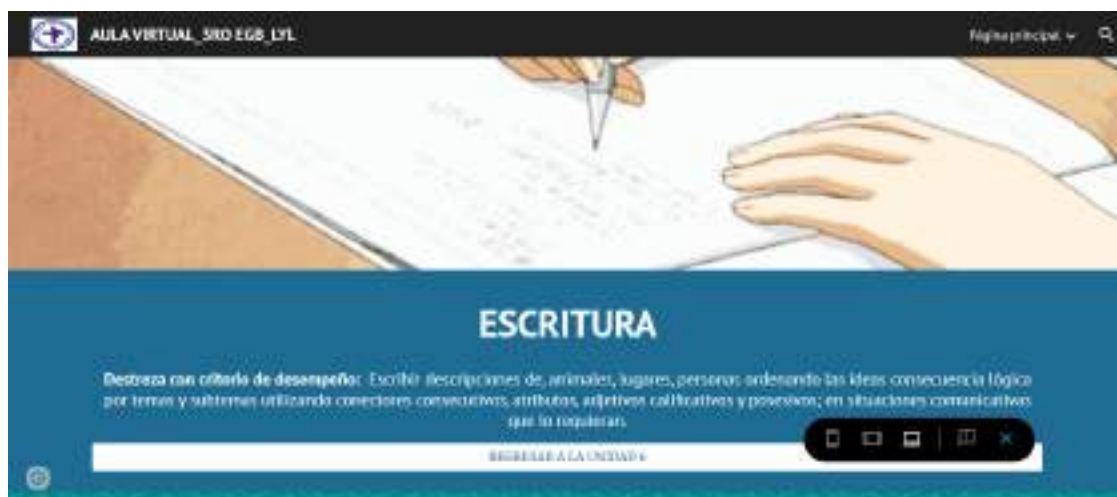 AULA VIRTUAL_3RO EGB_LYL
Página principal
ESCRITURA
Destreza con criterio de desempeño: Escribir descripciones de, animales, lugares, personas ordenando las ideas consecuencia lógica
por temas y subtemas utilizando conectores consecutivos, atributos, adjetivos calificativos y posesivos; en situaciones comunicativas
que lo requieran.
REGRESAR A LA UNIDAD 6